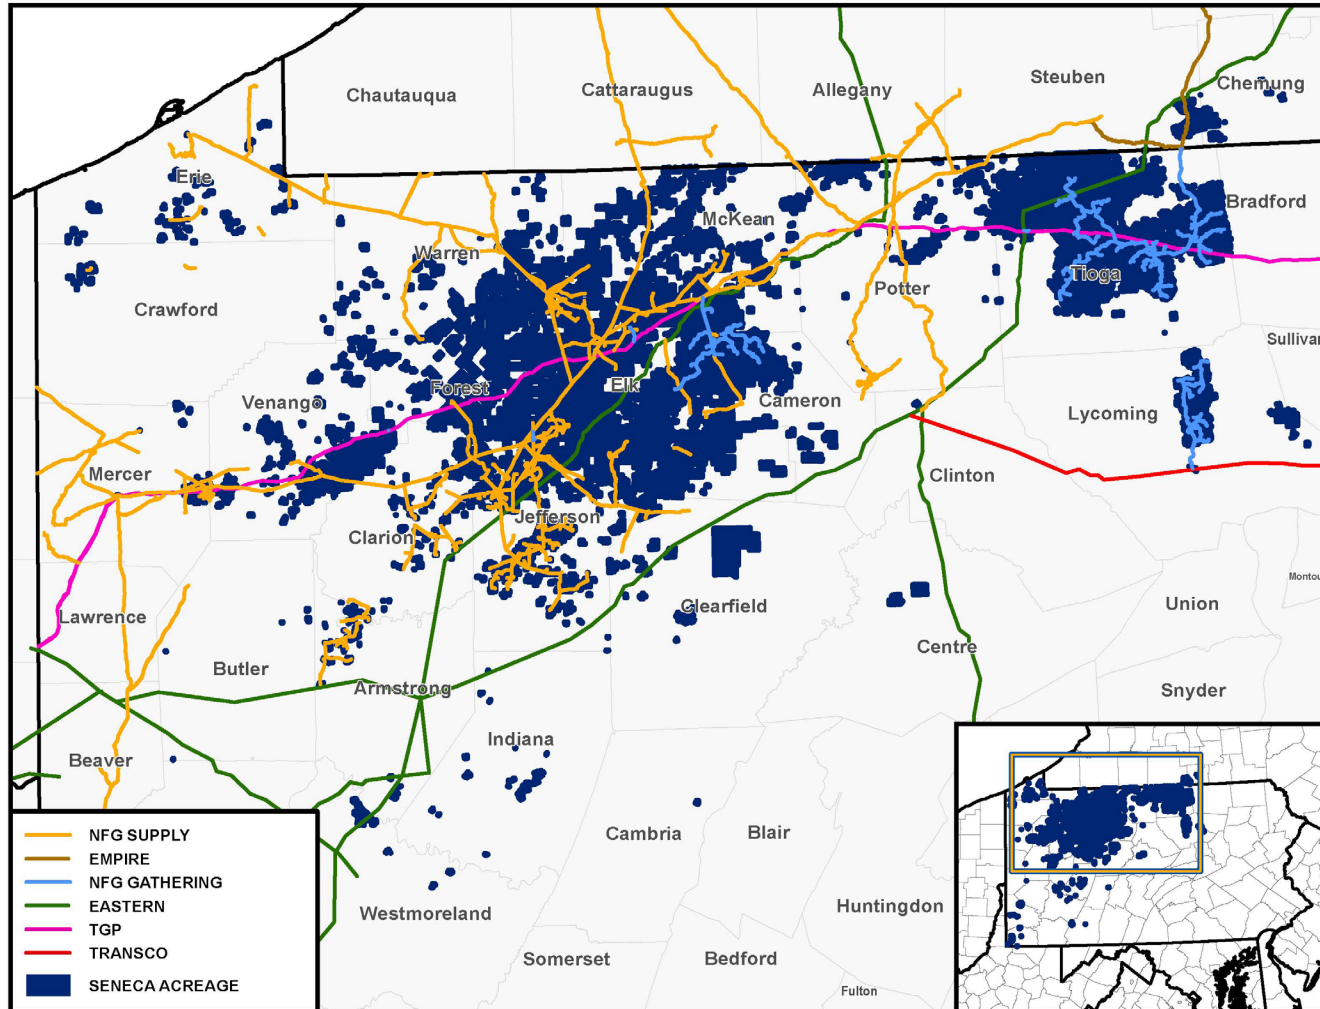 Steuben
Chemung
Chautauqua
Cattaraugus
Allegany
Erie
Bradford
McKean
Warren
Tioga
Potter
Crawford
Sullivan
Forest
Elk
Venango
Cameron
Lycoming
Mercer
Clinton
Jefferson
Clarion
Montou
Clearfield
Union
Lawrence
Centre
Butler
Armstrong
Snyder
Indiana
Beaver
Cambria
Blair
Huntingdon
Westmoreland
Somerset
Bedford
Fulton
NFG SUPPLY
EMPIRE
NFG GATHERING
EASTERN
TGP
TRANSCO
SENECA ACREAGE